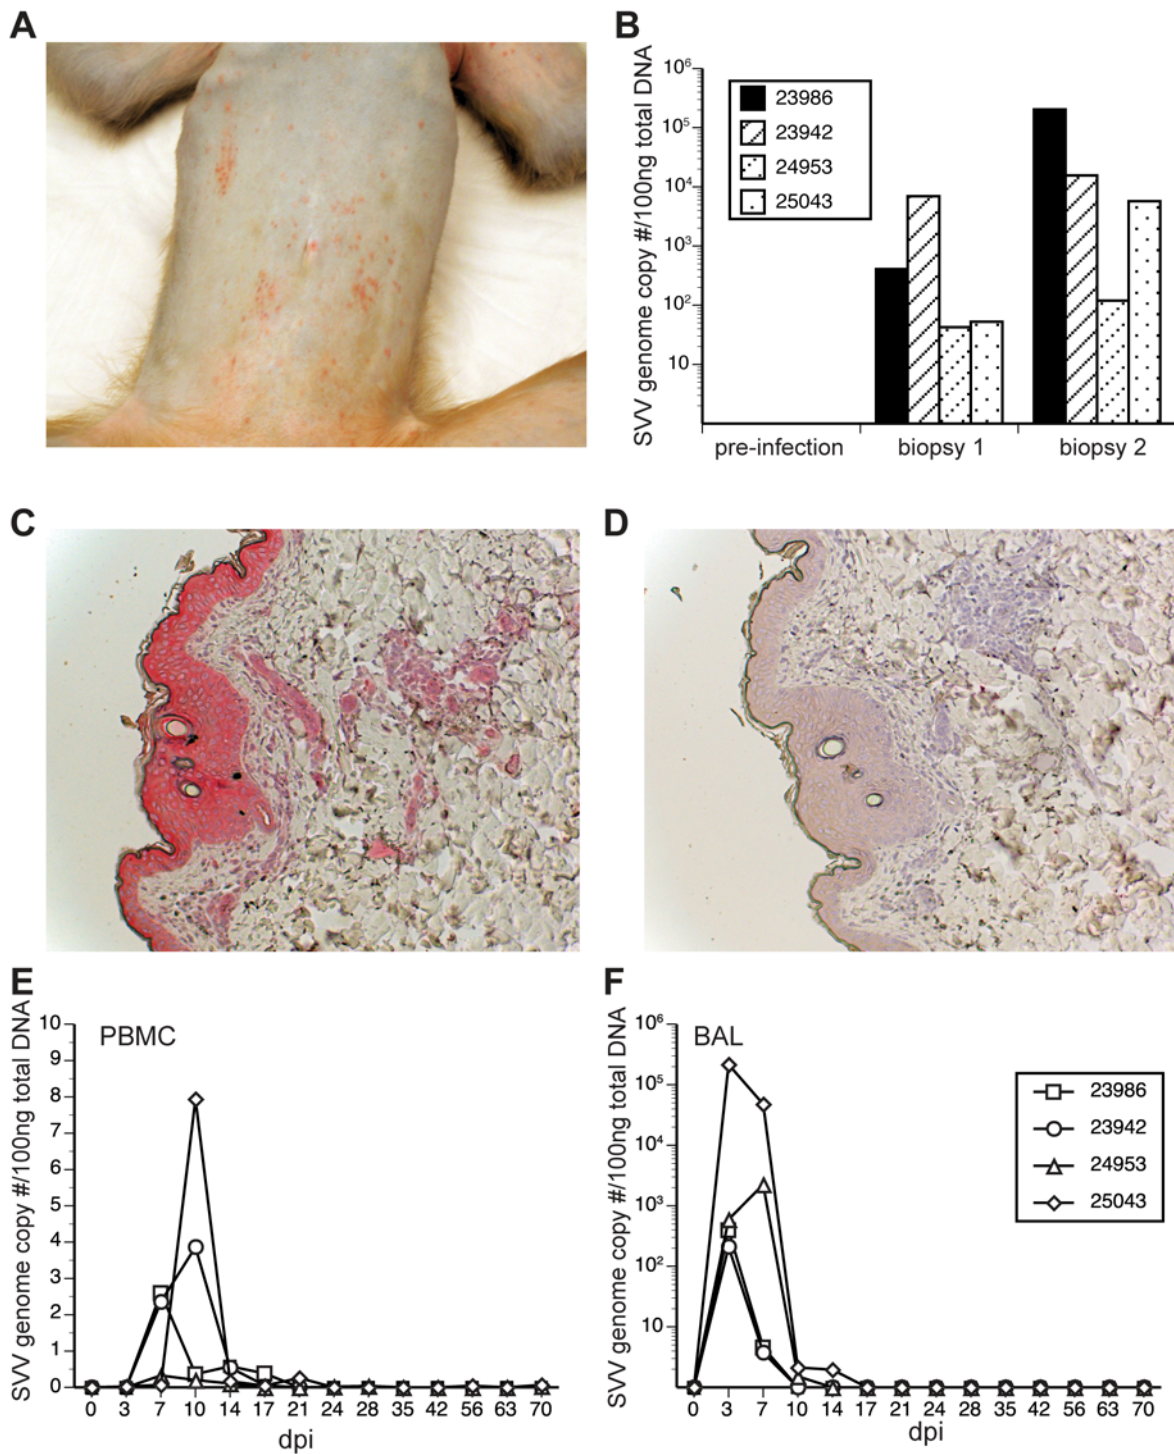 A
B
SVV genome copy #/100ng total DNA
10⁶
10⁵
10⁴
10³
10²
10
23986
23942
24953
25043
pre-infection
biopsy 1
biopsy 2
C
D
E
PBMC
SVV genome copy #/100ng total DNA
10
9
8
7
6
5
4
3
2
1
0
0 3 7 10 14 17 21 24 28 35 42 56 63 70
dpi
F
BAL
SVV genome copy #/100ng total DNA
10⁶
10⁵
10⁴
10³
10²
10
0 3 7 10 14 17 21 24 28 35 42 56 63 70
dpi
23986
23942
24953
25043